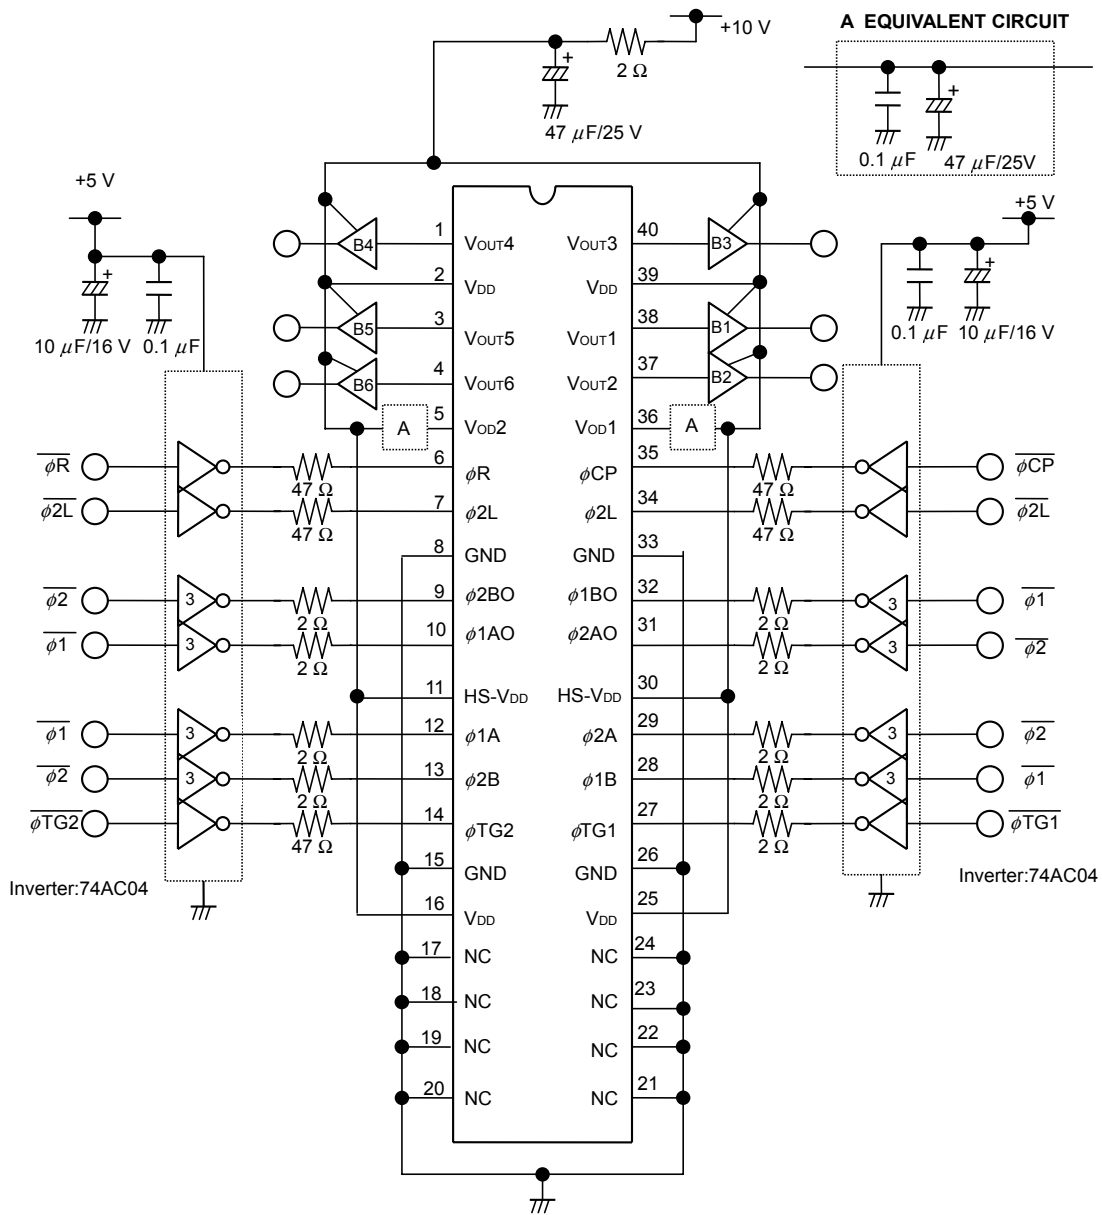 +10 V
2 Ω
47 μF/25 V
A EQUIVALENT CIRCUIT
0.1 μF
47 μF/25V
+5 V
10 μF/16 V
0.1 μF
+5 V
0.1 μF
10 μF/16 V
B4 1 VOUT4 VOUT3 40 B3
2 VDD VDD 39
B5 3 VOUT5 VOUT1 38 B1
B6 4 VOUT6 VOUT2 37 B2
A 5 VOD2 VOD1 36 A
φR 47 Ω 6 φR φCP 35 47 Ω φCP
φ2L 47 Ω 7 φ2L φ2L 34 47 Ω φ2L
8 GND GND 33
φ2 3 2 Ω 9 φ2BO φ1BO 32 2 Ω 3 φ1
φ1 3 2 Ω 10 φ1AO φ2AO 31 2 Ω 3 φ2
11 HS-VDD HS-VDD 30
φ1 3 2 Ω 12 φ1A φ2A 29 2 Ω 3 φ2
φ2 3 2 Ω 13 φ2B φ1B 28 2 Ω 3 φ1
φTG2 47 Ω 14 φTG2 φTG1 27 2 Ω φTG1
15 GND GND 26
Inverter:74AC04
Inverter:74AC04
16 VDD VDD 25
17 NC NC 24
18 NC NC 23
19 NC NC 22
20 NC NC 21